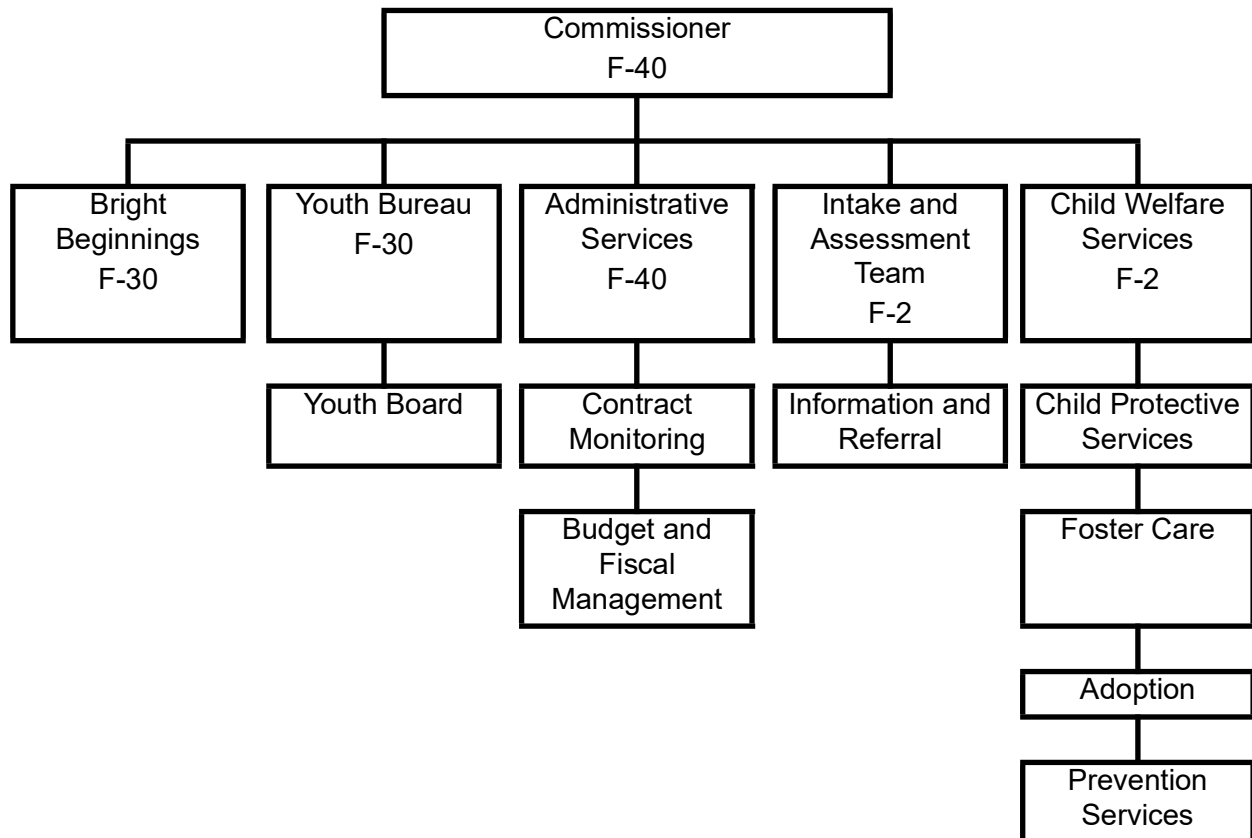 Commissioner
F-40
Bright
Beginnings
F-30
Youth Bureau
F-30
Administrative
Services
F-40
Intake and
Assessment
Team
F-2
Child Welfare
Services
F-2
Youth Board
Contract
Monitoring
Information and
Referral
Child Protective
Services
Budget and
Fiscal
Management
Foster Care
Adoption
Prevention
Services